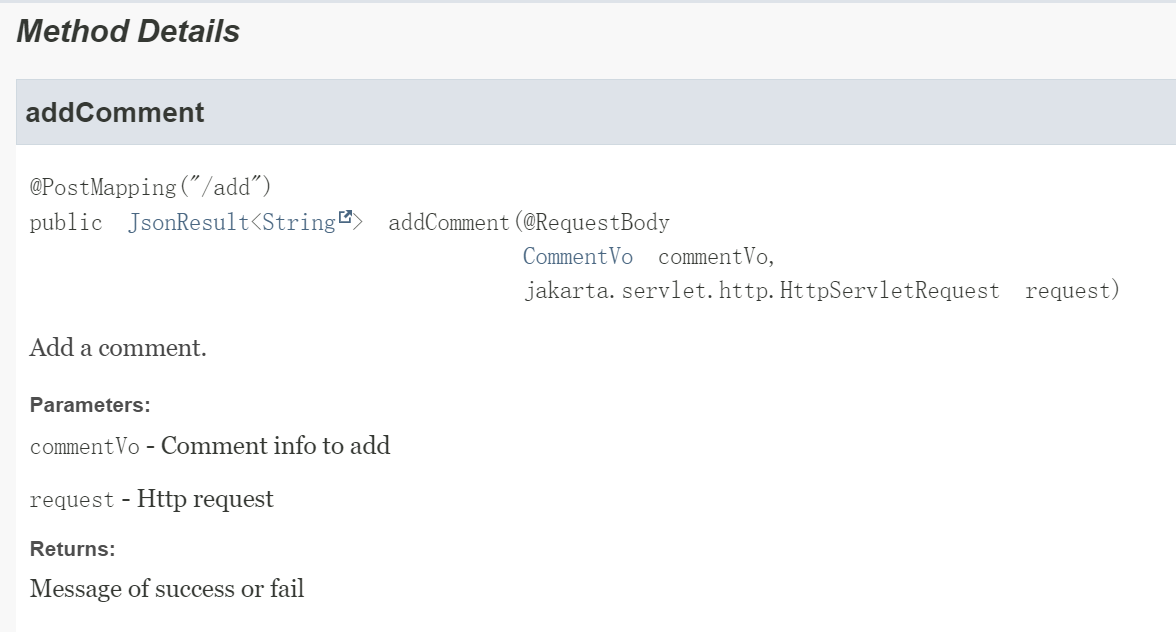 Method Details
addComment
@PostMapping("/add")
public JsonResult<String> addComment(@RequestBody
CommentVo commentVo,
jakarta.servlet.http.HttpServletRequest request)
Add a comment.
Parameters:
commentVo - Comment info to add
request - Http request
Returns:
Message of success or fail